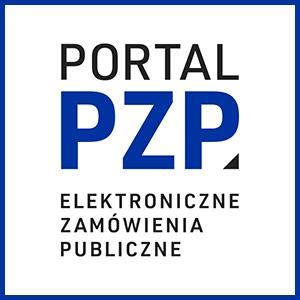 PORTAL
PZP
ELEKTRONICZNE
ZAMÓWIENIA
PUBLICZNE